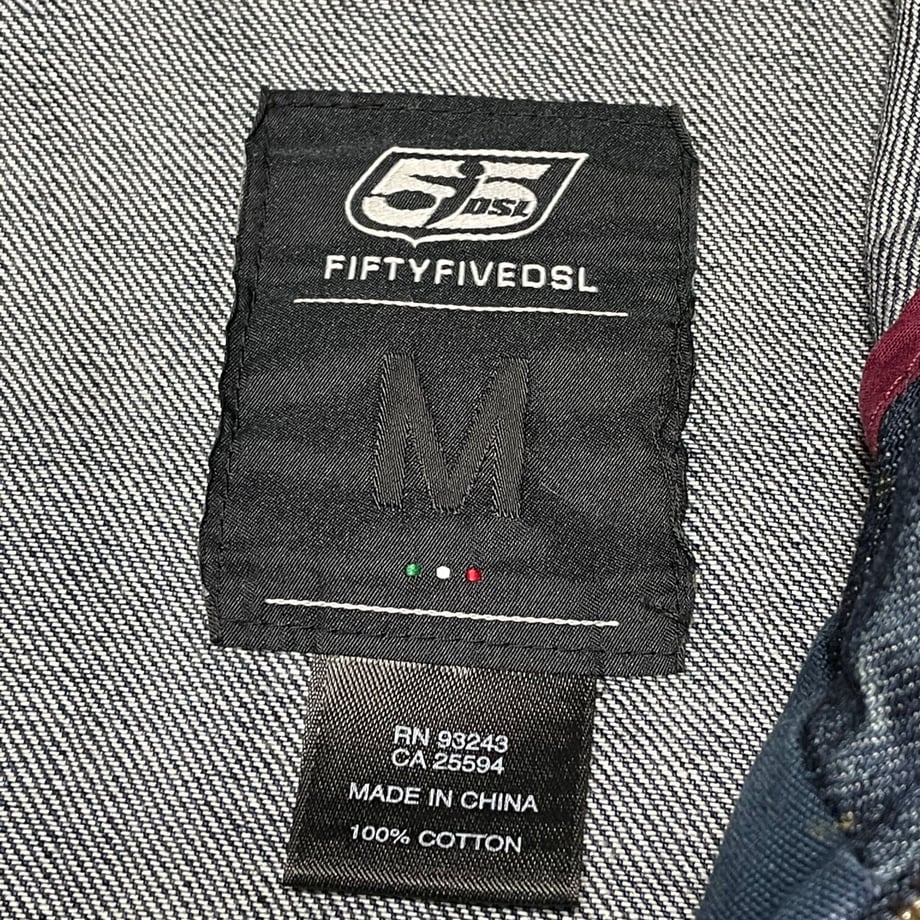 55
DSL
FIFTYFIVEDSL
M
RN 93243
CA 25594
MADE IN CHINA
100% COTTON